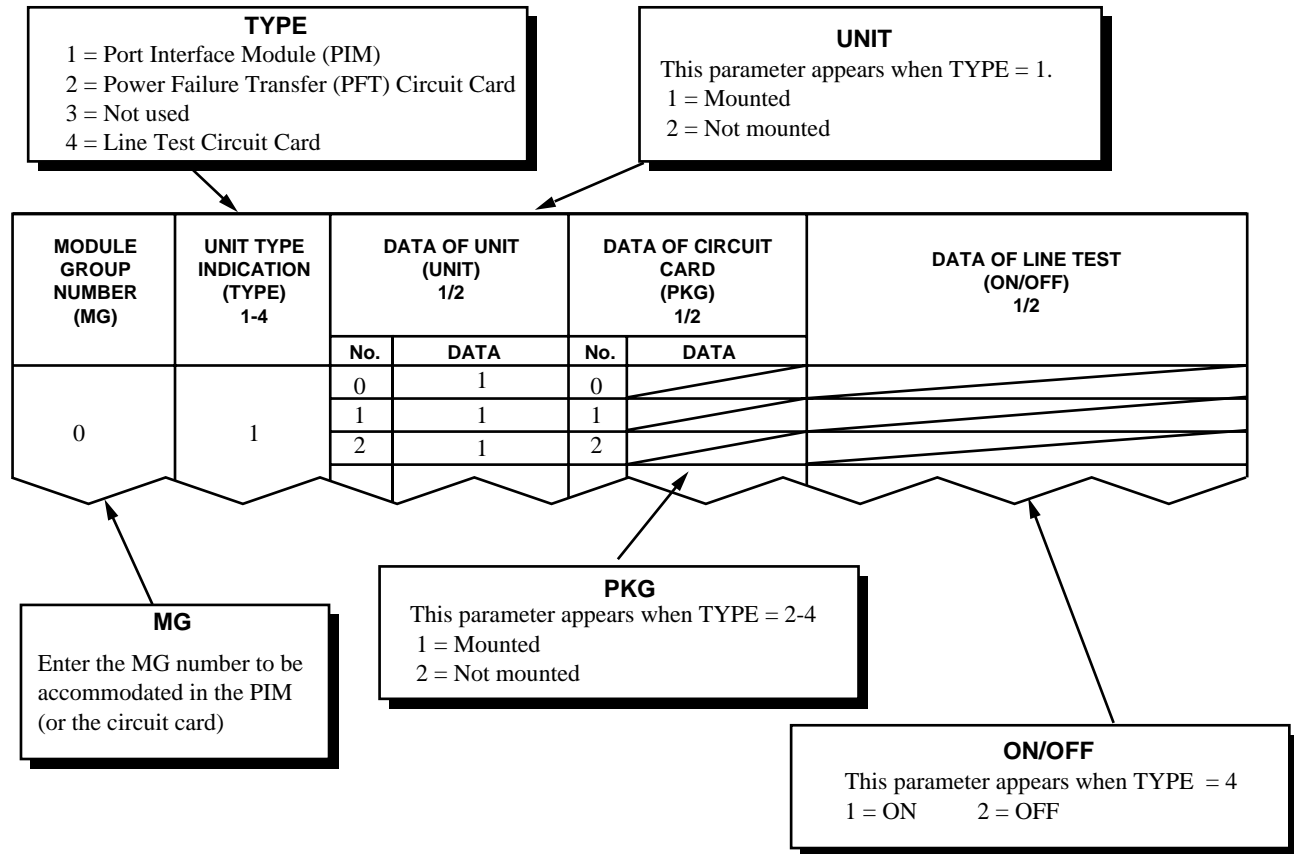 TYPE
1 = Port Interface Module (PIM)
2 = Power Failure Transfer (PFT) Circuit Card
3 = Not used
4 = Line Test Circuit Card
UNIT
This parameter appears when TYPE = 1.
1 = Mounted
2 = Not mounted
MODULE
GROUP
NUMBER
(MG)
UNIT TYPE
INDICATION
(TYPE)
1-4
DATA OF UNIT
(UNIT)
1/2
DATA OF CIRCUIT
CARD
(PKG)
1/2
DATA OF LINE TEST
(ON/OFF)
1/2
No. DATA No. DATA
0 1 0
1 1 1
2 1 2
0 1
MG
Enter the MG number to be
accommodated in the PIM
(or the circuit card)
PKG
This parameter appears when TYPE = 2-4
1 = Mounted
2 = Not mounted
ON/OFF
This parameter appears when TYPE = 4
1 = ON 2 = OFF